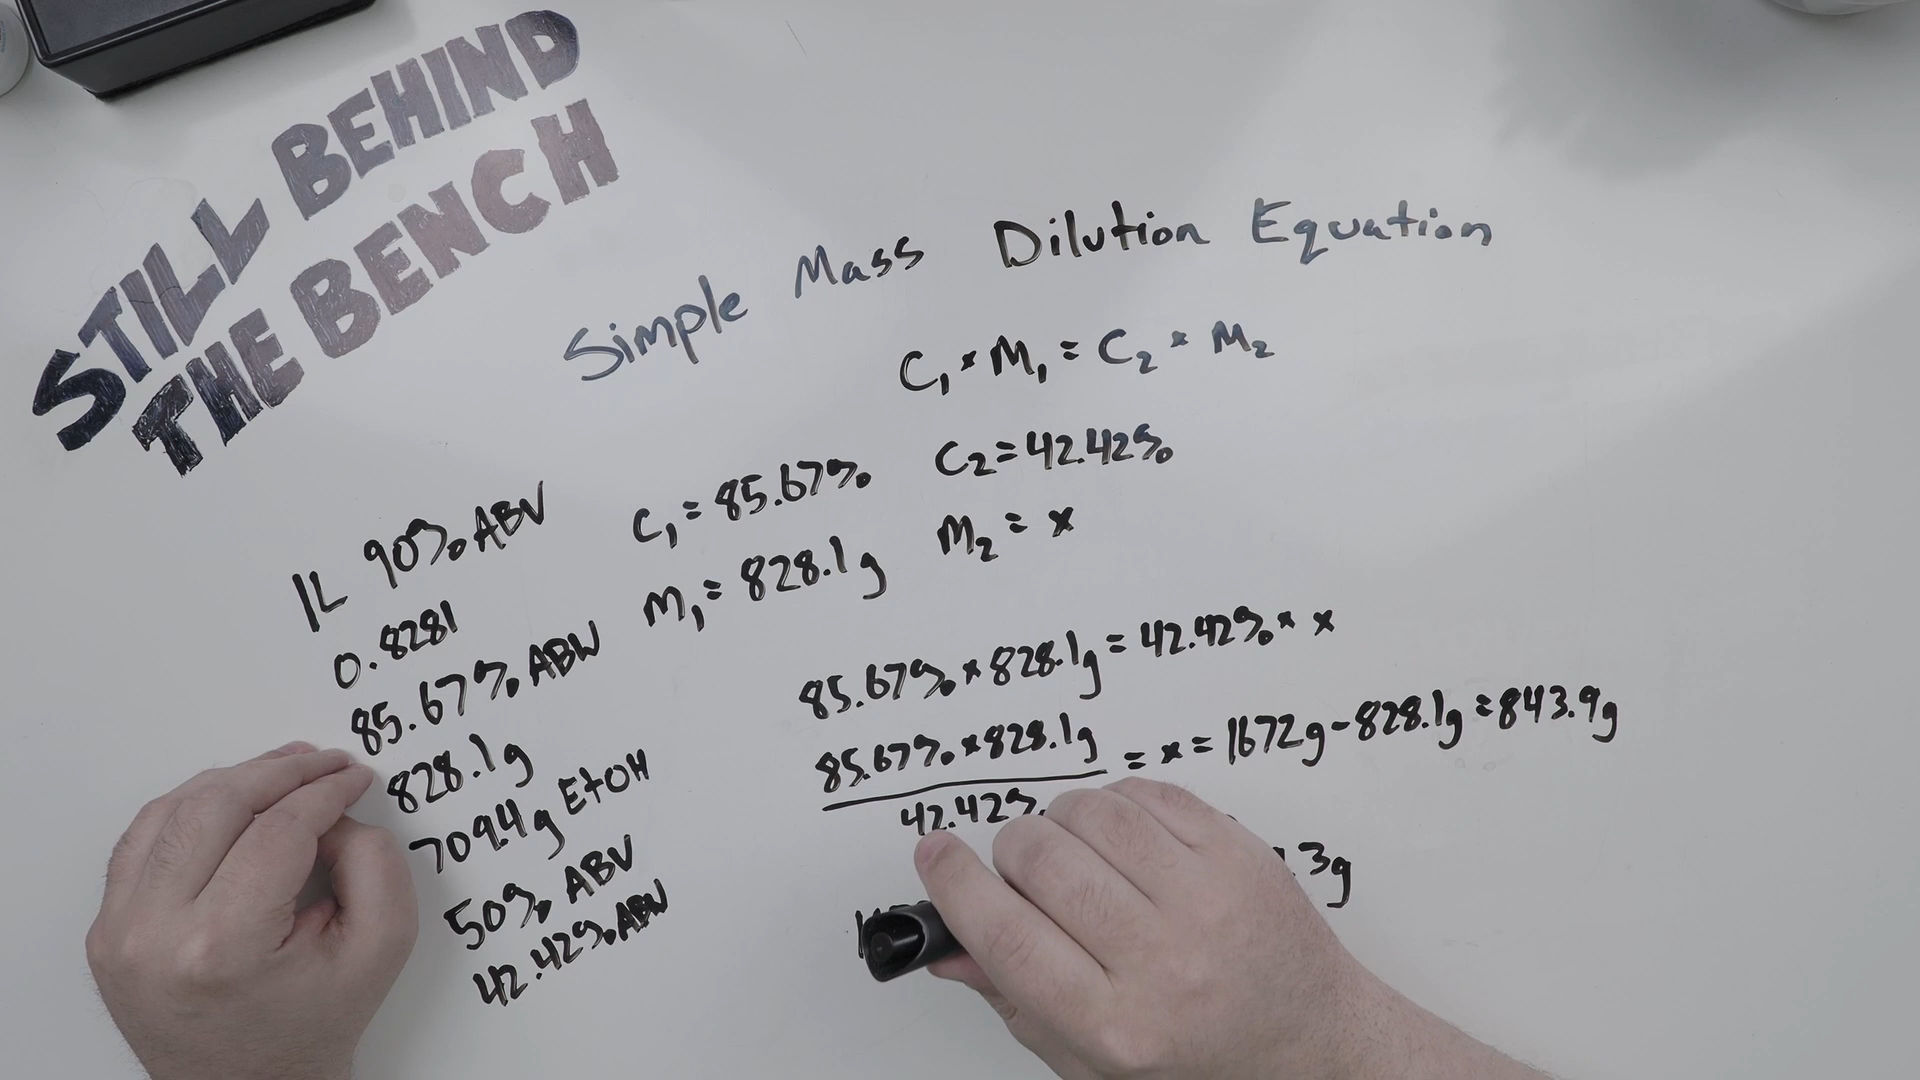 STILL BEHIND
THE BENCH
Simple Mass Dilution Equation
C₁ * M₁ = C₂ * M₂
1L 90% ABV
0.8281
85.67% ABW
828.1g
709.4g EtOH
50% ABV
42.42% ABW
C₁ = 85.67% C₂ = 42.42%
M₁ = 828.1g M₂ = x
85.67% * 828.1g = 42.42% * x
85.67% * 828.1g / 42.42% = x = 1672g - 828.1g = 843.9g
.3g